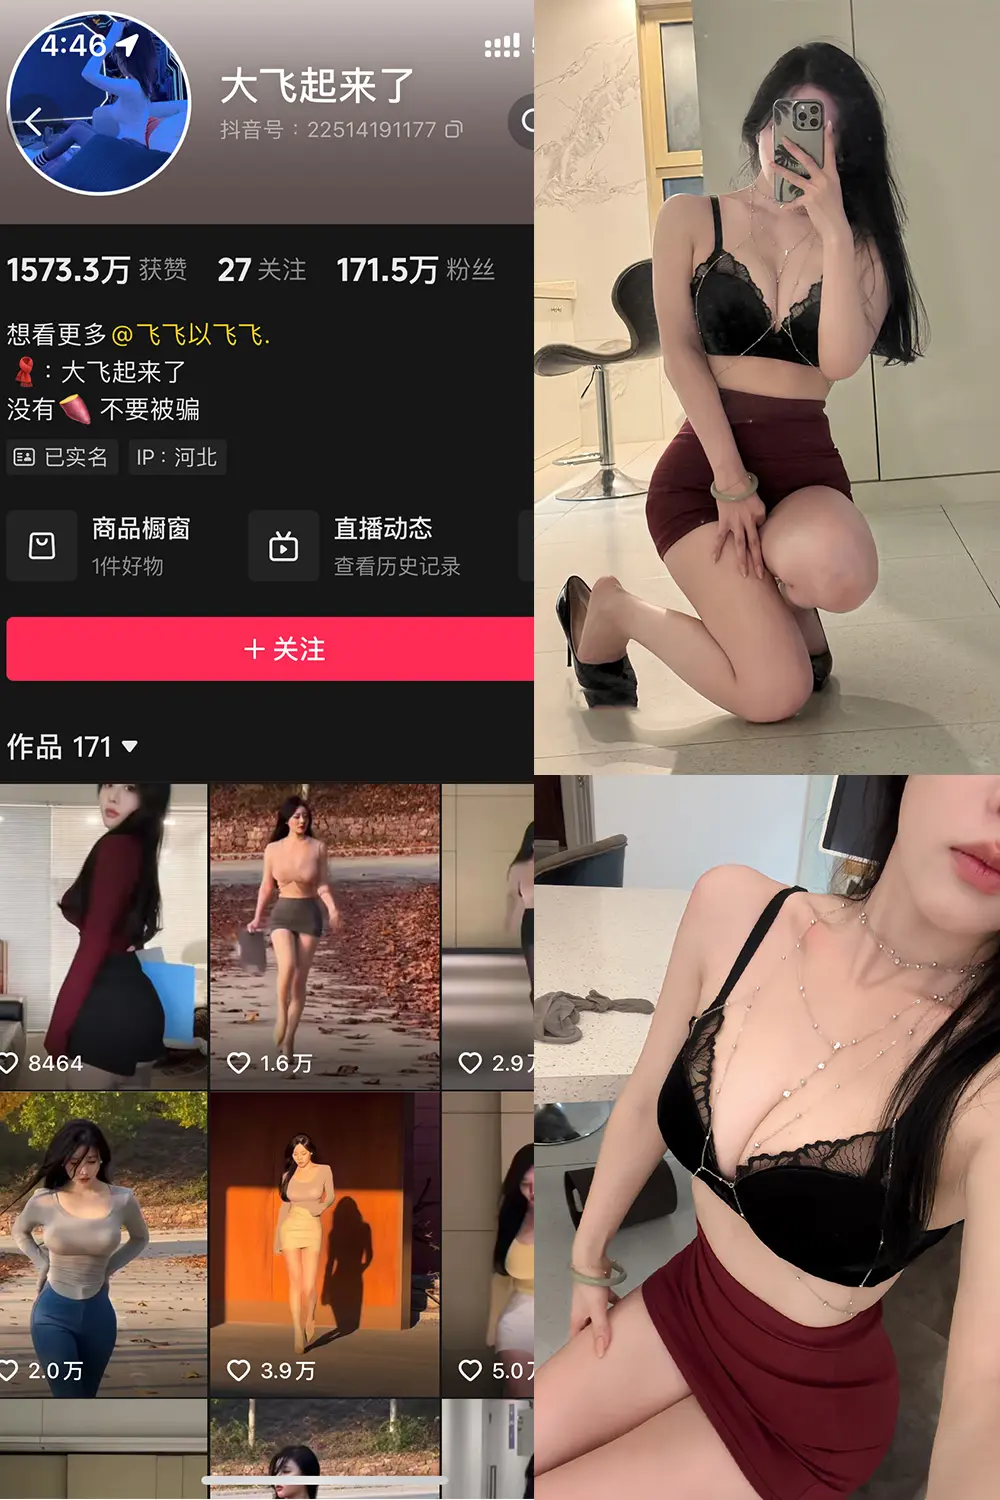 4:46
大飞起来了
抖音号：22514191177
1573.3万 获赞 27 关注 171.5万 粉丝
想看更多@飞飞以飞飞.
：大飞起来了
没有🍠 不要被骗
已实名 IP：河北
商品橱窗 直播动态
1件好物 查看历史记录
+ 关注
作品 171
8464 1.6万 2.9
2.0万 3.9万 5.0